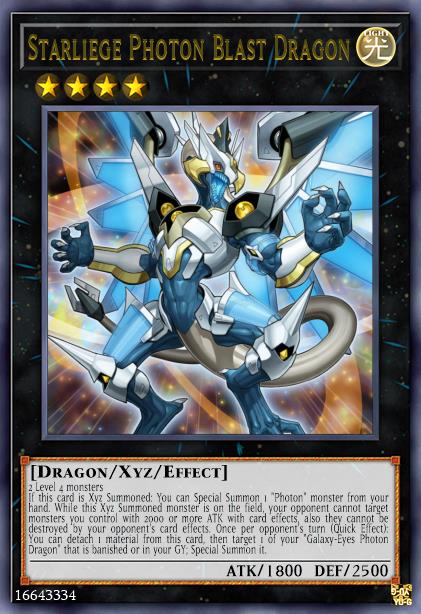 Starliege Photon Blast Dragon
LIGHT
光
[Dragon/Xyz/Effect]
2 Level 4 monsters
If this card is Xyz Summoned: You can Special Summon 1 "Photon" monster from your
hand. While this Xyz Summoned monster is on the field, your opponent cannot target
monsters you control with 2000 or more ATK with card effects, also they cannot be
destroyed by your opponent's card effects. Once per opponent's turn (Quick Effect):
You can detach 1 material from this card, then target 1 of your "Galaxy-Eyes Photon
Dragon" that is banished or in your GY; Special Summon it.
ATK/1800 DEF/2500
16643334